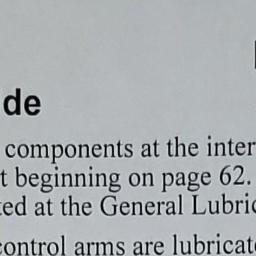 de
components at the inter
t beginning on page 62.
ted at the General Lubric
control arms are lubricat